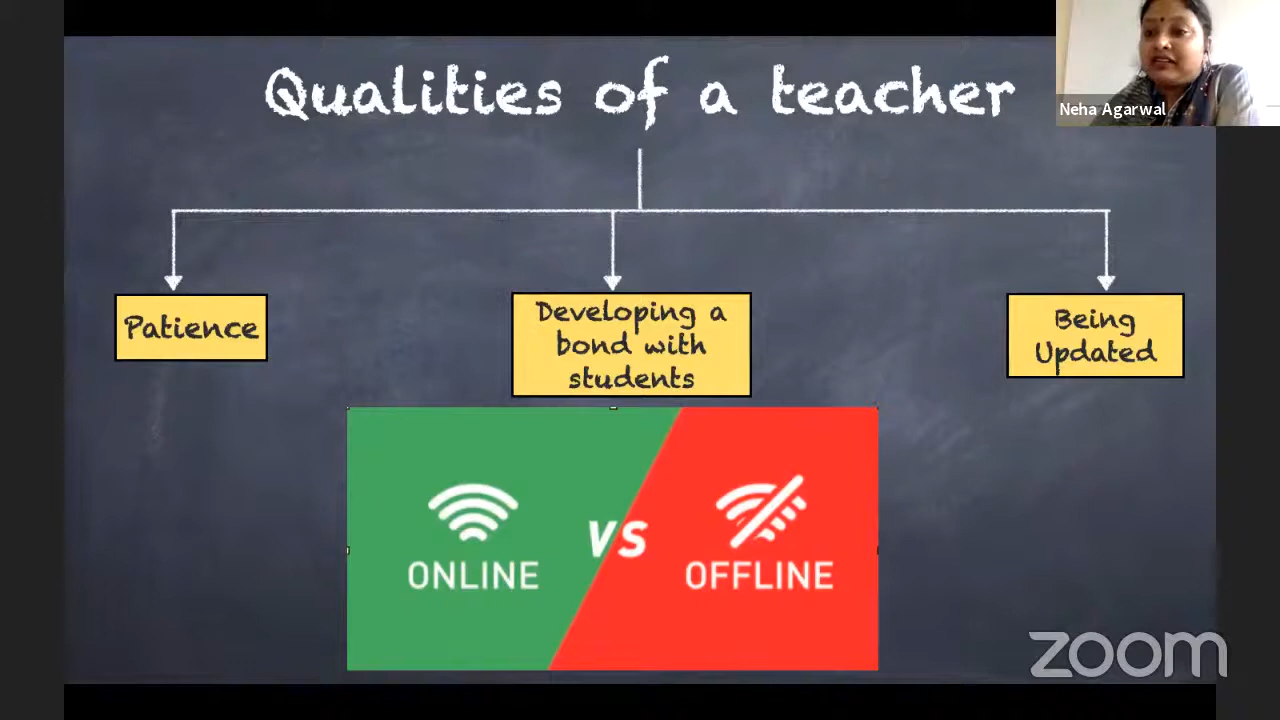 Qualities of a teacher
Neha Agarwal
Patience
Developing a
bond with
students
Being
Updated
ONLINE
VS
OFFLINE
zoom